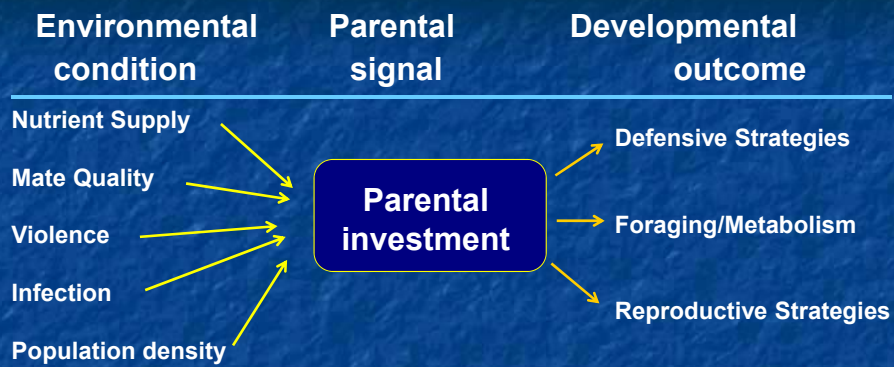 Environmental condition
Parental signal
Developmental outcome
Nutrient Supply
Mate Quality
Violence
Infection
Population density
Parental
investment
Defensive Strategies
Foraging/Metabolism
Reproductive Strategies